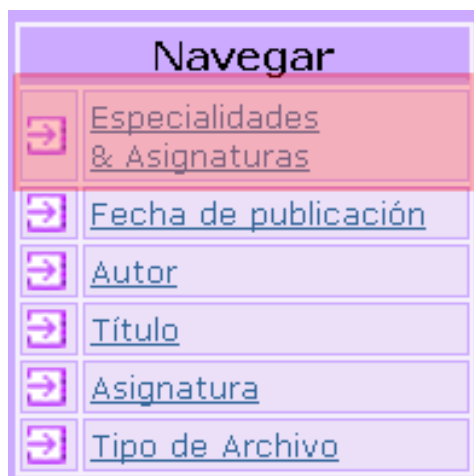 Navegar
Especialidades
& Asignaturas
Fecha de publicación
Autor
Título
Asignatura
Tipo de Archivo